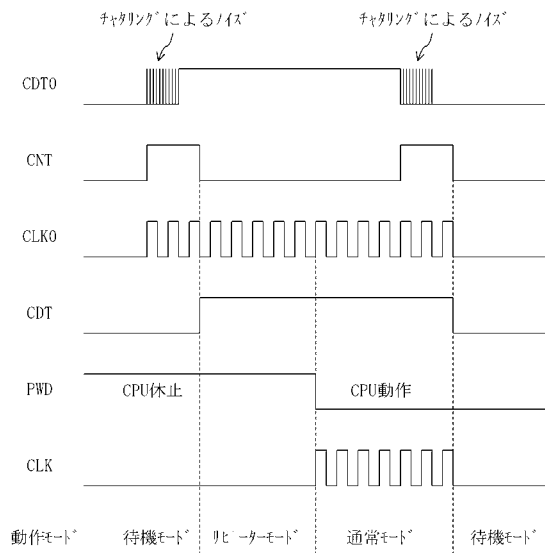 ﾁｬﾀﾘﾝｸﾞによるﾉｲｽﾞ ﾁｬﾀﾘﾝｸﾞによるﾉｲｽﾞ
CDT0
CNT
CLK0
CDT
PWD CPU休止 CPU動作
CLK
動作ﾓｰﾄﾞ 待機ﾓｰﾄﾞ ﾘﾋﾟｰﾀｰﾓｰﾄﾞ 通常ﾓｰﾄﾞ 待機ﾓｰﾄﾞ